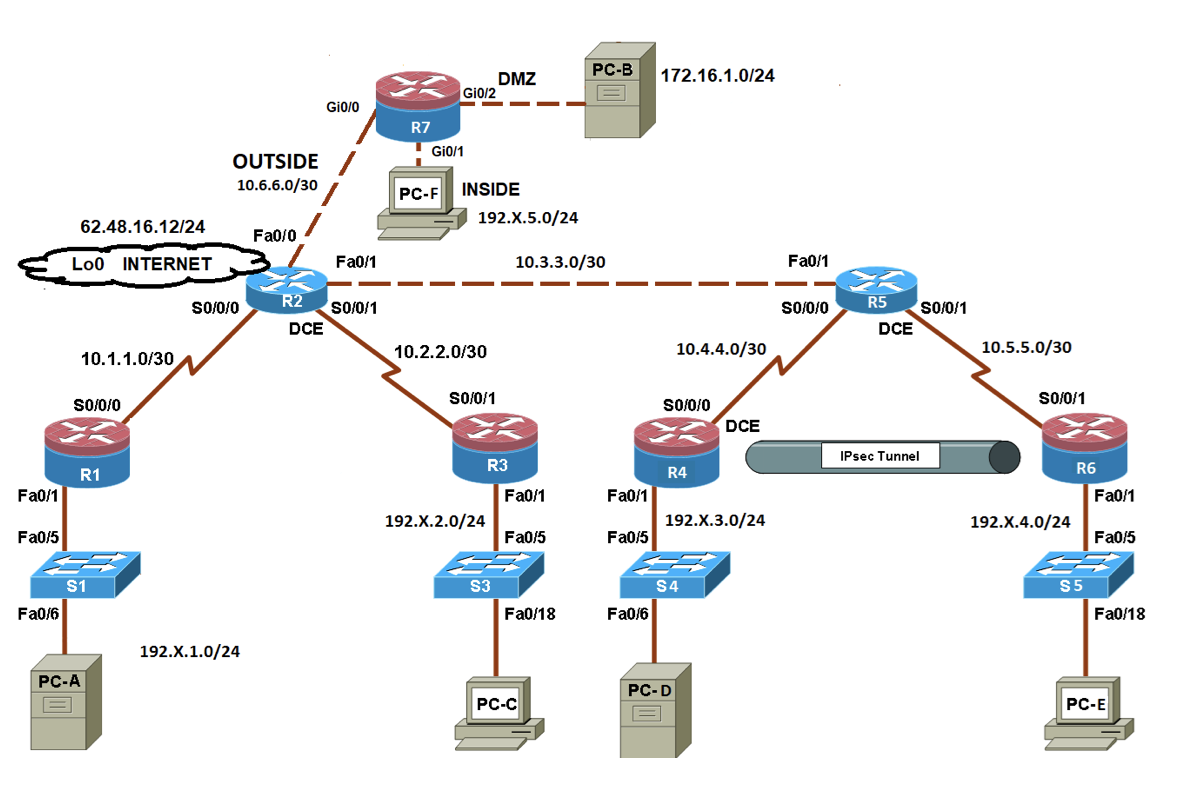 PC-B
172.16.1.0/24
DMZ
Gi0/2
Gi0/0
R7
Gi0/1
OUTSIDE
10.6.6.0/30
PC-F
INSIDE
192.X.5.0/24
62.48.16.12/24
Fa0/0
Lo0 INTERNET
Fa0/1
10.3.3.0/30
Fa0/1
R2
R5
S0/0/0
S0/0/1
DCE
S0/0/0
S0/0/1
DCE
10.1.1.0/30
10.2.2.0/30
10.4.4.0/30
10.5.5.0/30
S0/0/0
S0/0/1
S0/0/0
S0/0/1
DCE
R1
R3
R4
IPsec Tunnel
R6
Fa0/1
Fa0/1
Fa0/1
Fa0/1
192.X.2.0/24
192.X.3.0/24
192.X.4.0/24
Fa0/5
Fa0/5
Fa0/5
Fa0/5
S1
S3
S4
S5
Fa0/6
Fa0/18
Fa0/6
Fa0/18
192.X.1.0/24
PC-A
PC-C
PC-D
PC-E